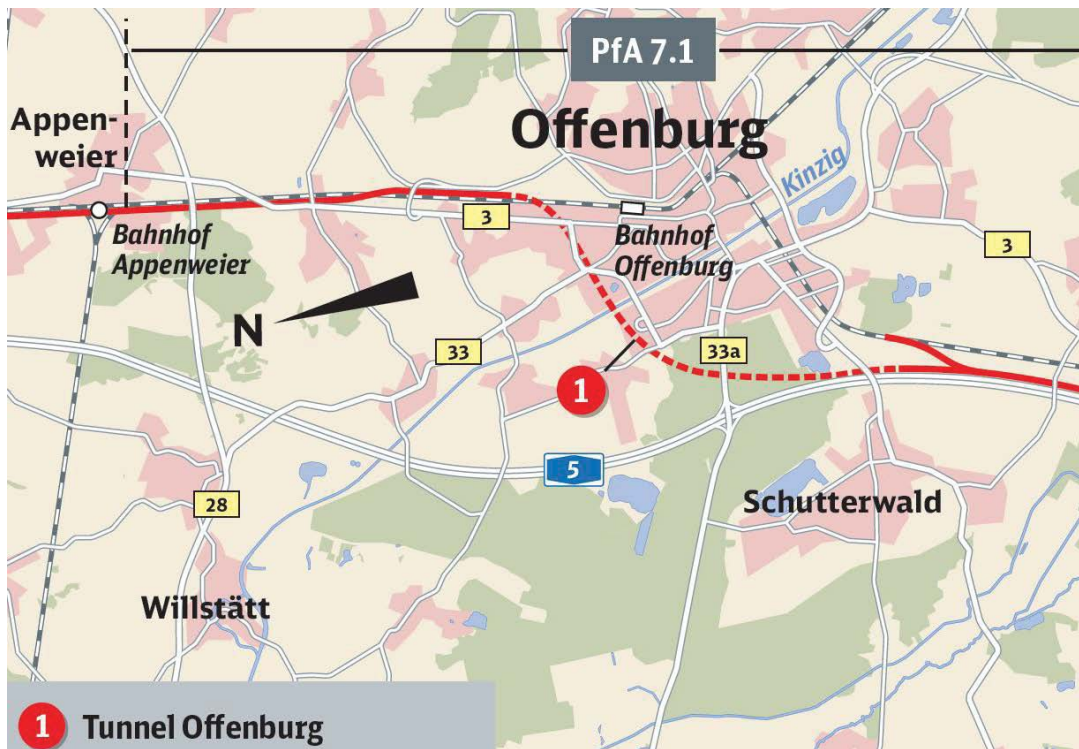 PfA 7.1
Appen-
weier
Offenburg
Kinzig
3
Bahnhof
Appenweier
Bahnhof
Offenburg
3
N
33
33a
1
5
28
Schutterwald
Willstätt
1 Tunnel Offenburg